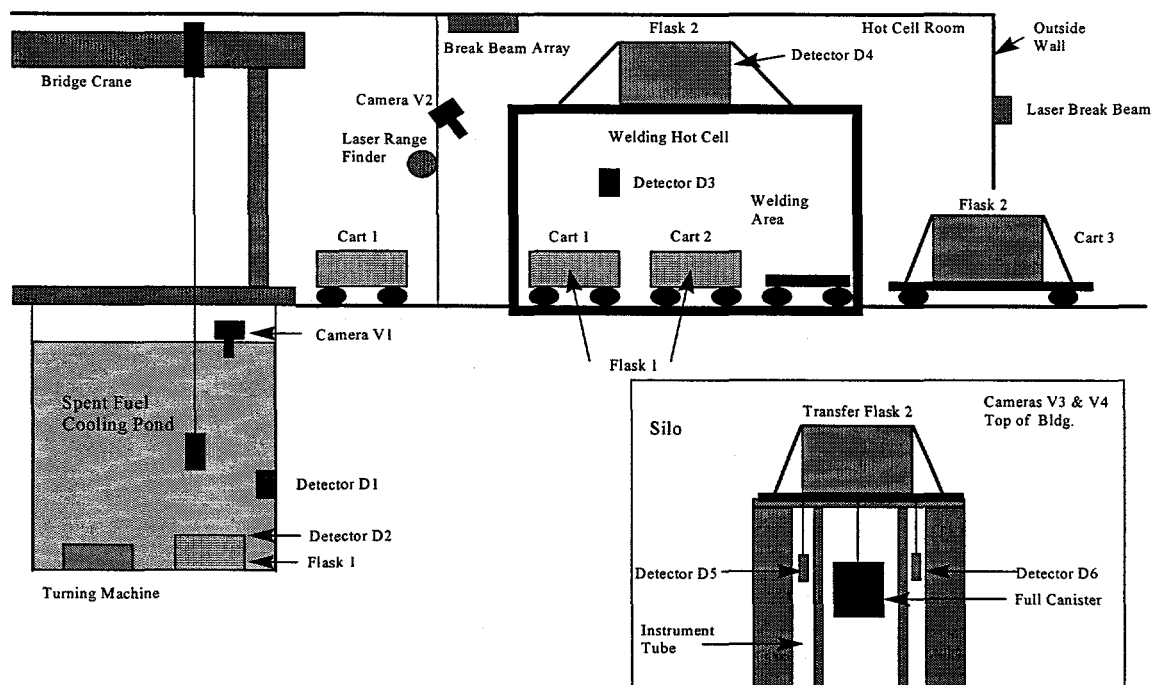 Flask 2
Hot Cell Room
Outside
Wall
Break Beam Array
Detector D4
Bridge Crane
Camera V2
Laser Break Beam
Laser Range
Finder
Welding Hot Cell
Detector D3
Welding
Area
Flask 2
Cart 1
Cart 1
Cart 2
Cart 3
Camera V1
Flask 1
Spent Fuel
Cooling Pond
Detector D1
Detector D2
Flask 1
Turning Machine
Silo
Transfer Flask 2
Cameras V3 & V4
Top of Bldg.
Detector D5
Detector D6
Full Canister
Instrument
Tube